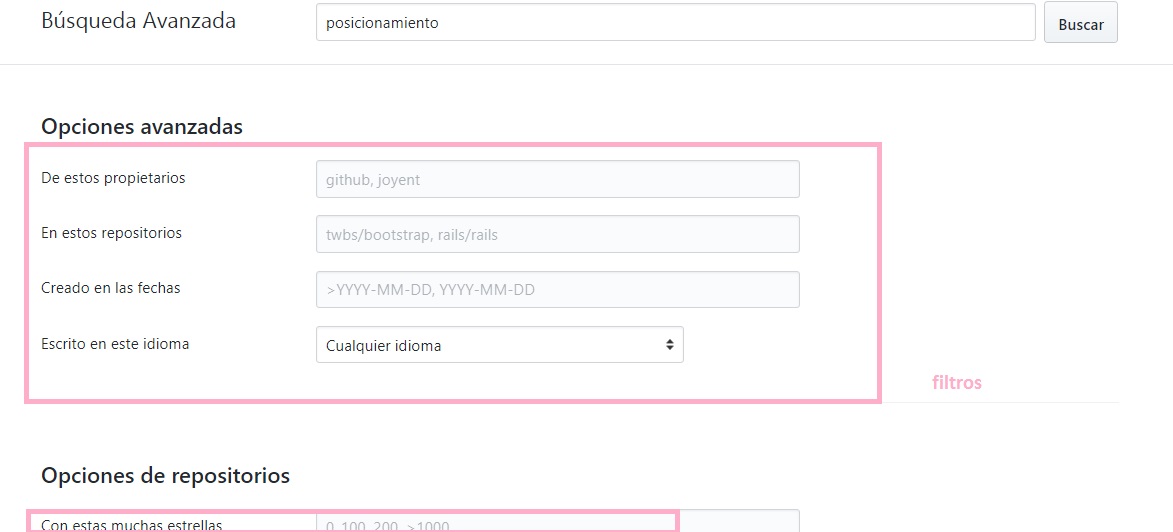 Búsqueda Avanzada
posicionamiento
Buscar
Opciones avanzadas
De estos propietarios
github, joyent
En estos repositorios
twbs/bootstrap, rails/rails
Creado en las fechas
>YYYY-MM-DD, YYYY-MM-DD
Escrito en este idioma
Cualquier idioma
filtros
Opciones de repositorios
Con estas muchas estrellas
0..100, 200, >1000